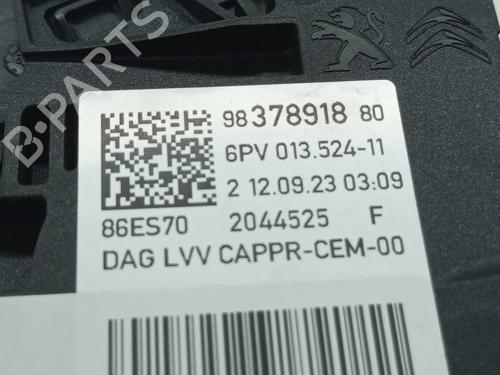 98 378918 80
6PV 013.524-11
2 12.09.23 03:09
86ES70 2044525 F
DAG LVV CAPPR-CEM-00
B-PARTS